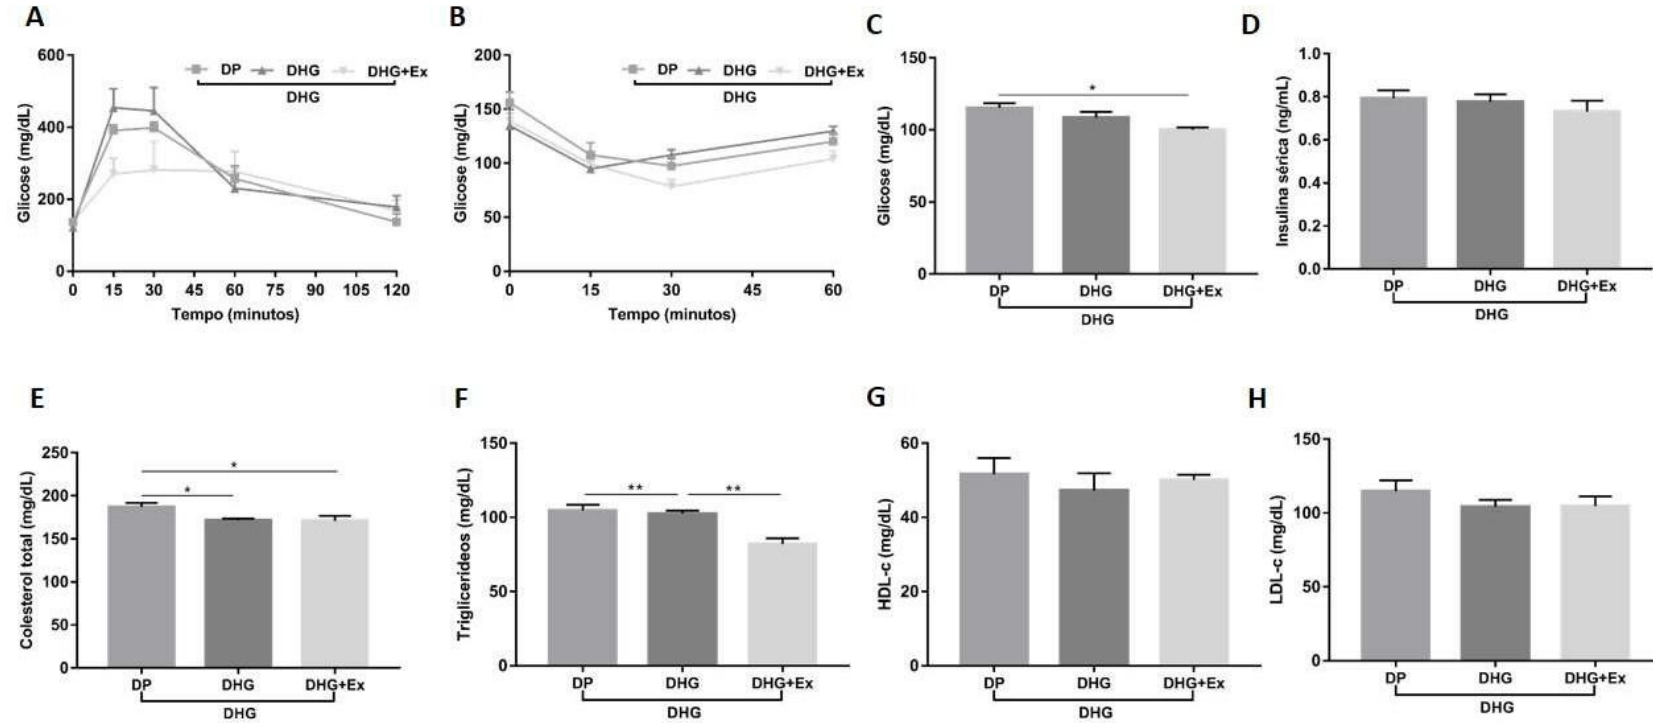 A
600
400
200
0
Glicose (mg/dL)
DP DHG DHG+Ex
DHG
0 15 30 45 60 75 90 105 120
Tempo (minutos)
B
200
150
100
50
0
Glicose (mg/dL)
DP DHG DHG+Ex
DHG
0 15 30 45 60
Tempo (minutos)
C
150
100
50
0
Glicose (mg/dL)
*
DP DHG DHG+Ex
DHG
D
1.0
0.8
0.6
0.4
0.2
0.0
Insulina sérica (ng/mL)
DP DHG DHG+Ex
DHG
E
250
200
150
100
50
0
Colesterol total (mg/dL)
*
*
DP DHG DHG+Ex
DHG
F
150
100
50
0
Triglicerideos (mg/dL)
** **
DP DHG DHG+Ex
DHG
G
60
40
20
0
HDL-c (mg/dL)
DP DHG DHG+Ex
DHG
H
150
100
50
0
LDL-c (mg/dL)
DP DHG DHG+Ex
DHG